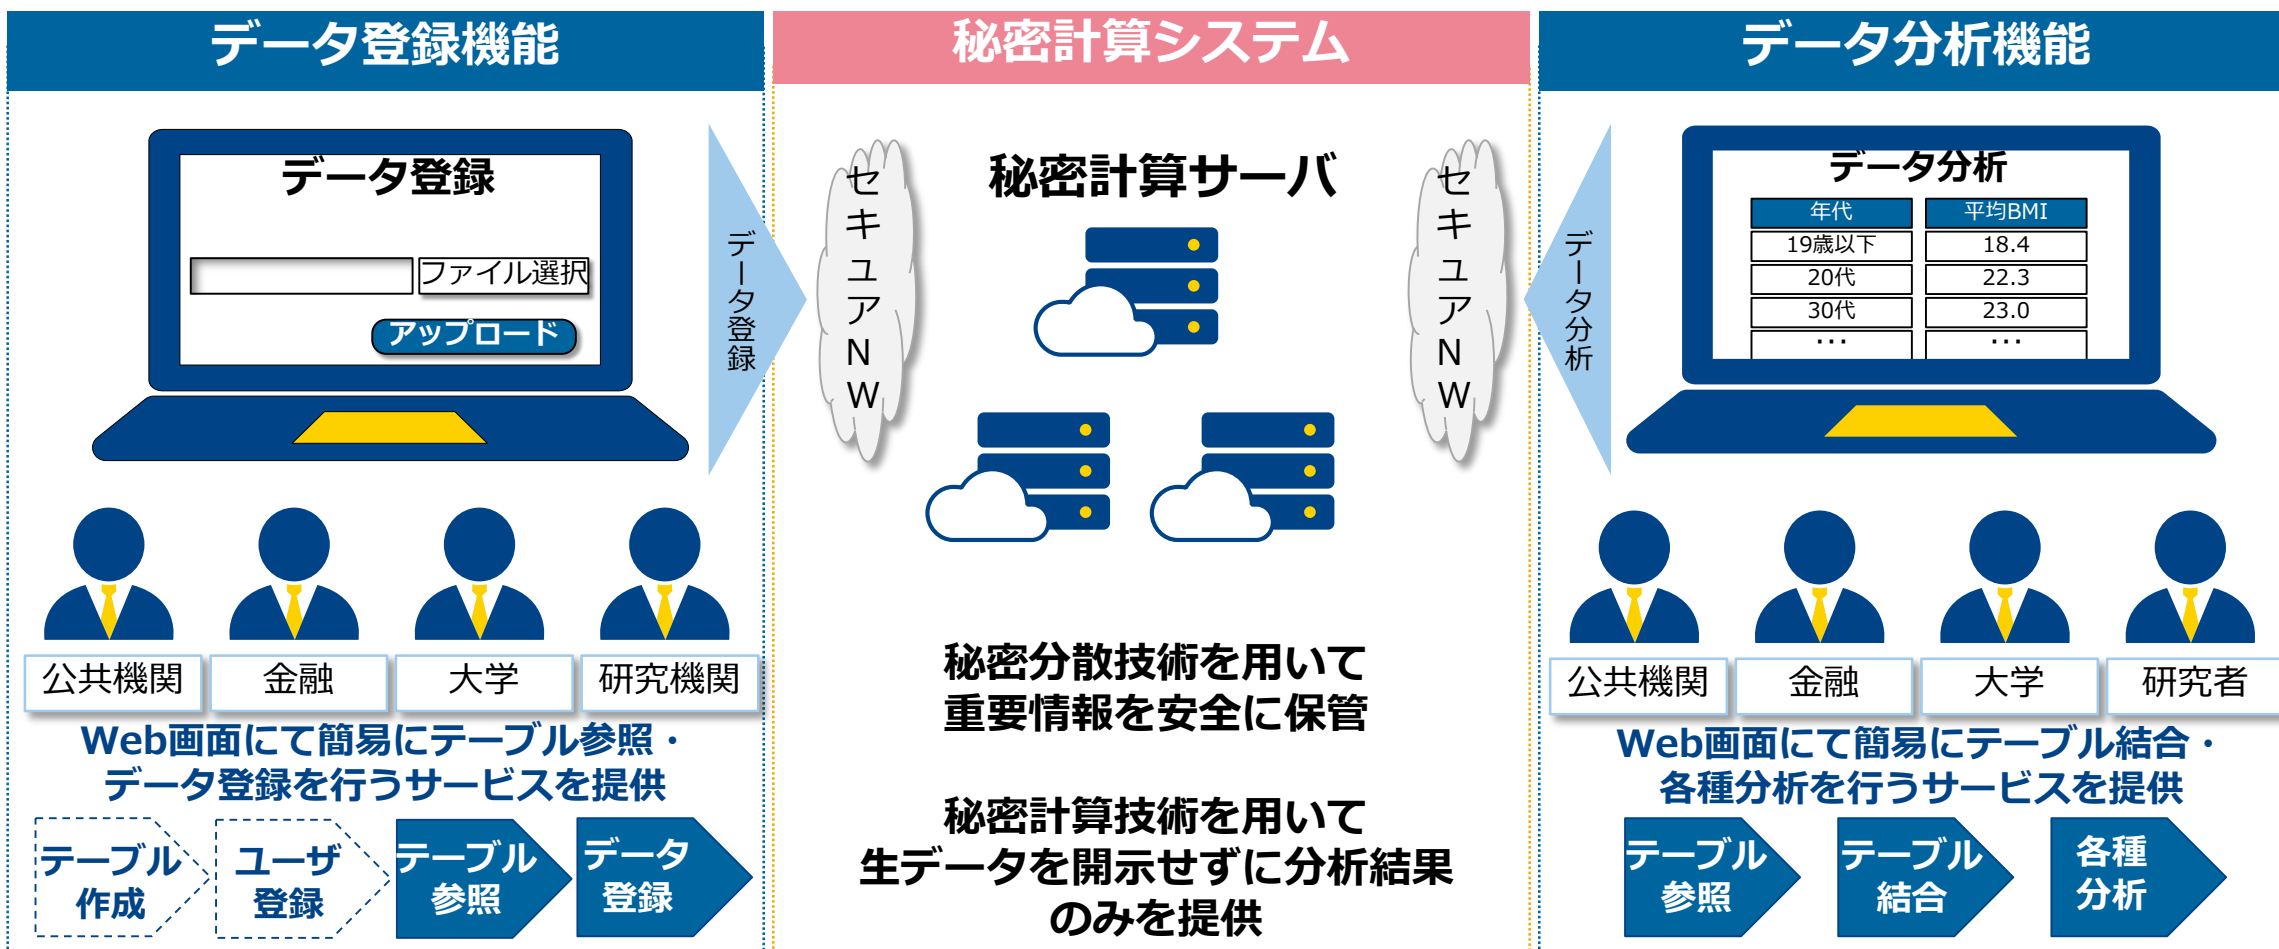 データ登録機能
データ登録
ファイル選択
アップロード
データ登録
公共機関
金融
大学
研究機関
Web画面にて簡易にテーブル参照・
データ登録を行うサービスを提供
テーブル
作成
ユーザ
登録
テーブル
参照
データ
登録
秘密計算システム
セキュアNW
秘密計算サーバ
セキュアNW
秘密分散技術を用いて
重要情報を安全に保管
秘密計算技術を用いて
生データを開示せずに分析結果
のみを提供
データ分析機能
データ分析
データ分析
年代 平均BMI
19歳以下 18.4
20代 22.3
30代 23.0
… …
公共機関
金融
大学
研究者
Web画面にて簡易にテーブル結合・
各種分析を行うサービスを提供
テーブル
参照
テーブル
結合
各種
分析